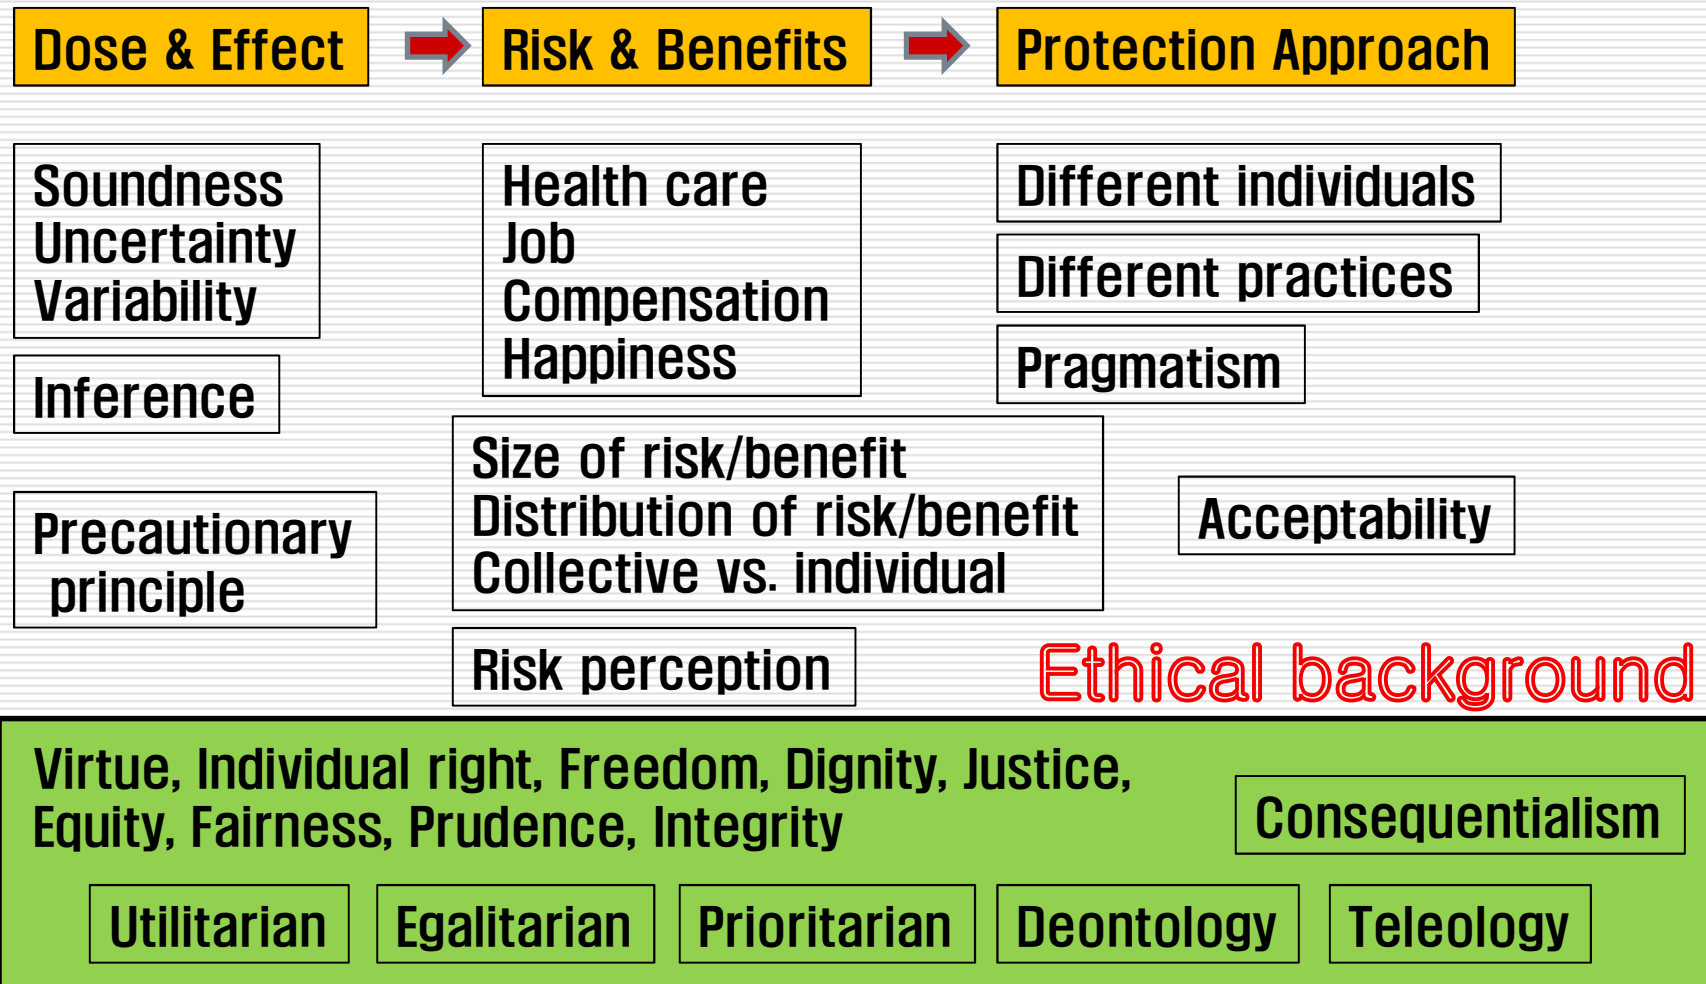 Dose & Effect
Risk & Benefits
Protection Approach
Soundness
Uncertainty
Variability
Inference
Precautionary
principle
Health care
Job
Compensation
Happiness
Size of risk/benefit
Distribution of risk/benefit
Collective vs. individual
Risk perception
Different individuals
Different practices
Pragmatism
Acceptability
Ethical background
Virtue, Individual right, Freedom, Dignity, Justice,
Equity, Fairness, Prudence, Integrity
Consequentialism
Utilitarian
Egalitarian
Prioritarian
Deontology
Teleology